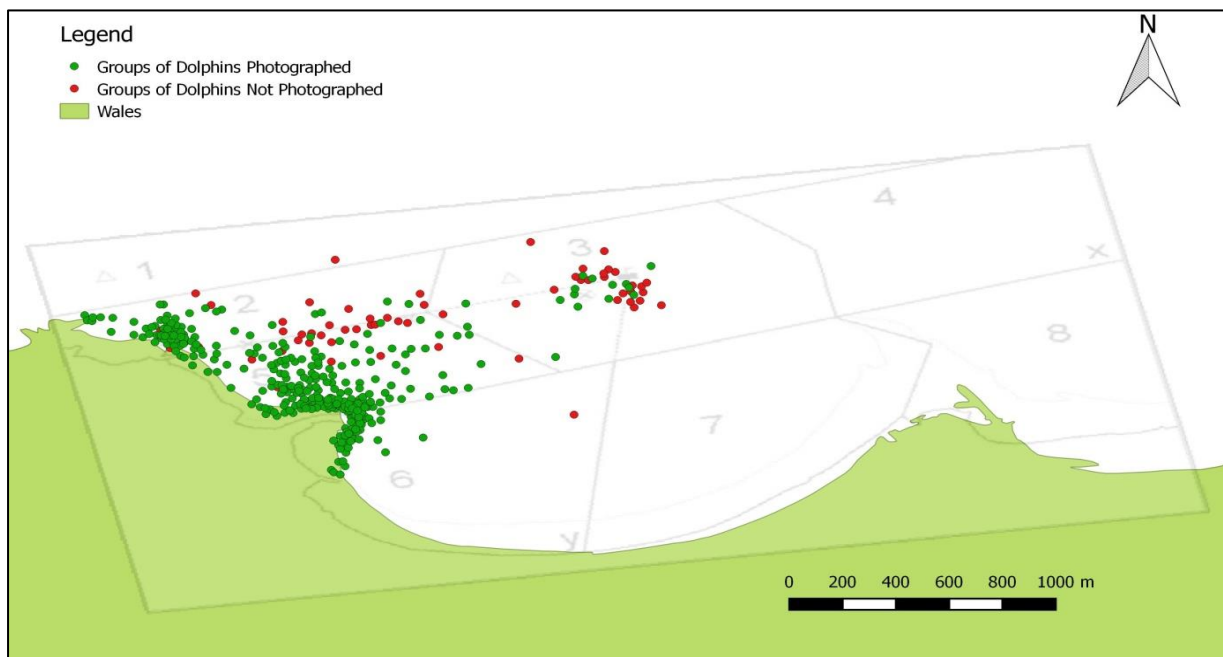 Legend
Groups of Dolphins Photographed
Groups of Dolphins Not Photographed
Wales
N
4
3
1
x
2
8
x
5
7
6
y
0 200 400 600 800 1000 m